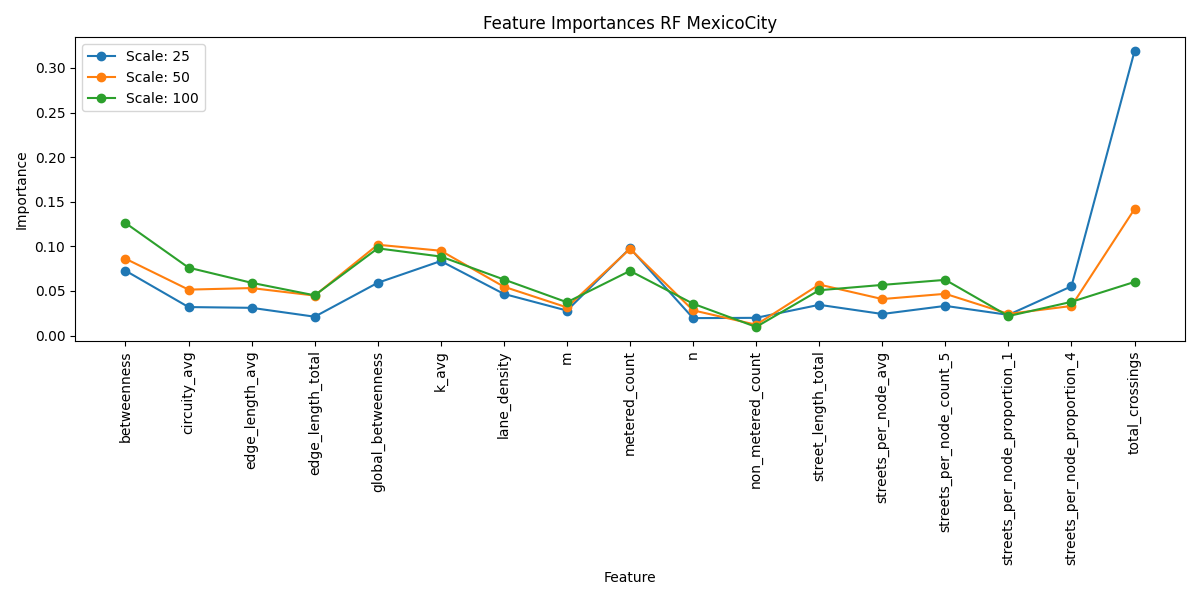 Feature Importances RF MexicoCity
Scale: 25
Scale: 50
Scale: 100
Importance
0.30
0.25
0.20
0.15
0.10
0.05
0.00
betweenness
circuity_avg
edge_length_avg
edge_length_total
global_betweenness
k_avg
lane_density
m
metered_count
n
non_metered_count
street_length_total
streets_per_node_avg
streets_per_node_count_5
streets_per_node_proportion_1
streets_per_node_proportion_4
total_crossings
Feature